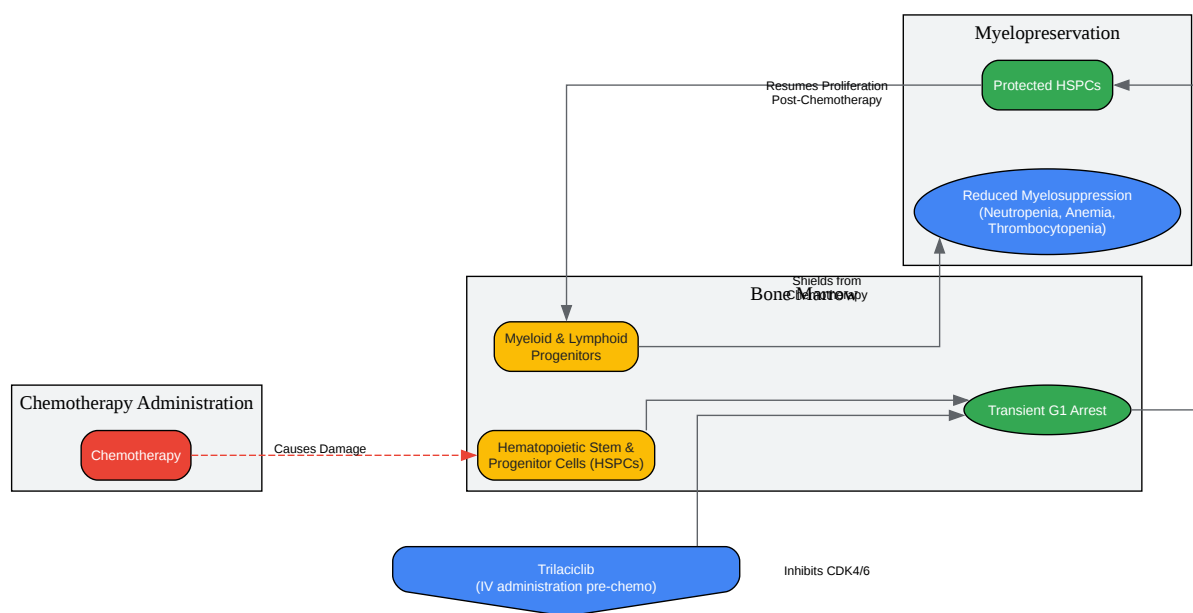 Myelopreservation
Protected HSPCs
Resumes Proliferation
Post-Chemotherapy
Reduced Myelosuppression
(Neutropenia, Anemia,
Thrombocytopenia)
Shields from
Chemotherapy
Bone Marrow
Myeloid & Lymphoid
Progenitors
Chemotherapy Administration
Transient G1 Arrest
Chemotherapy
Causes Damage
Hematopoietic Stem &
Progenitor Cells (HSPCs)
Trilaciclib
(IV administration pre-chemo)
Inhibits CDK4/6